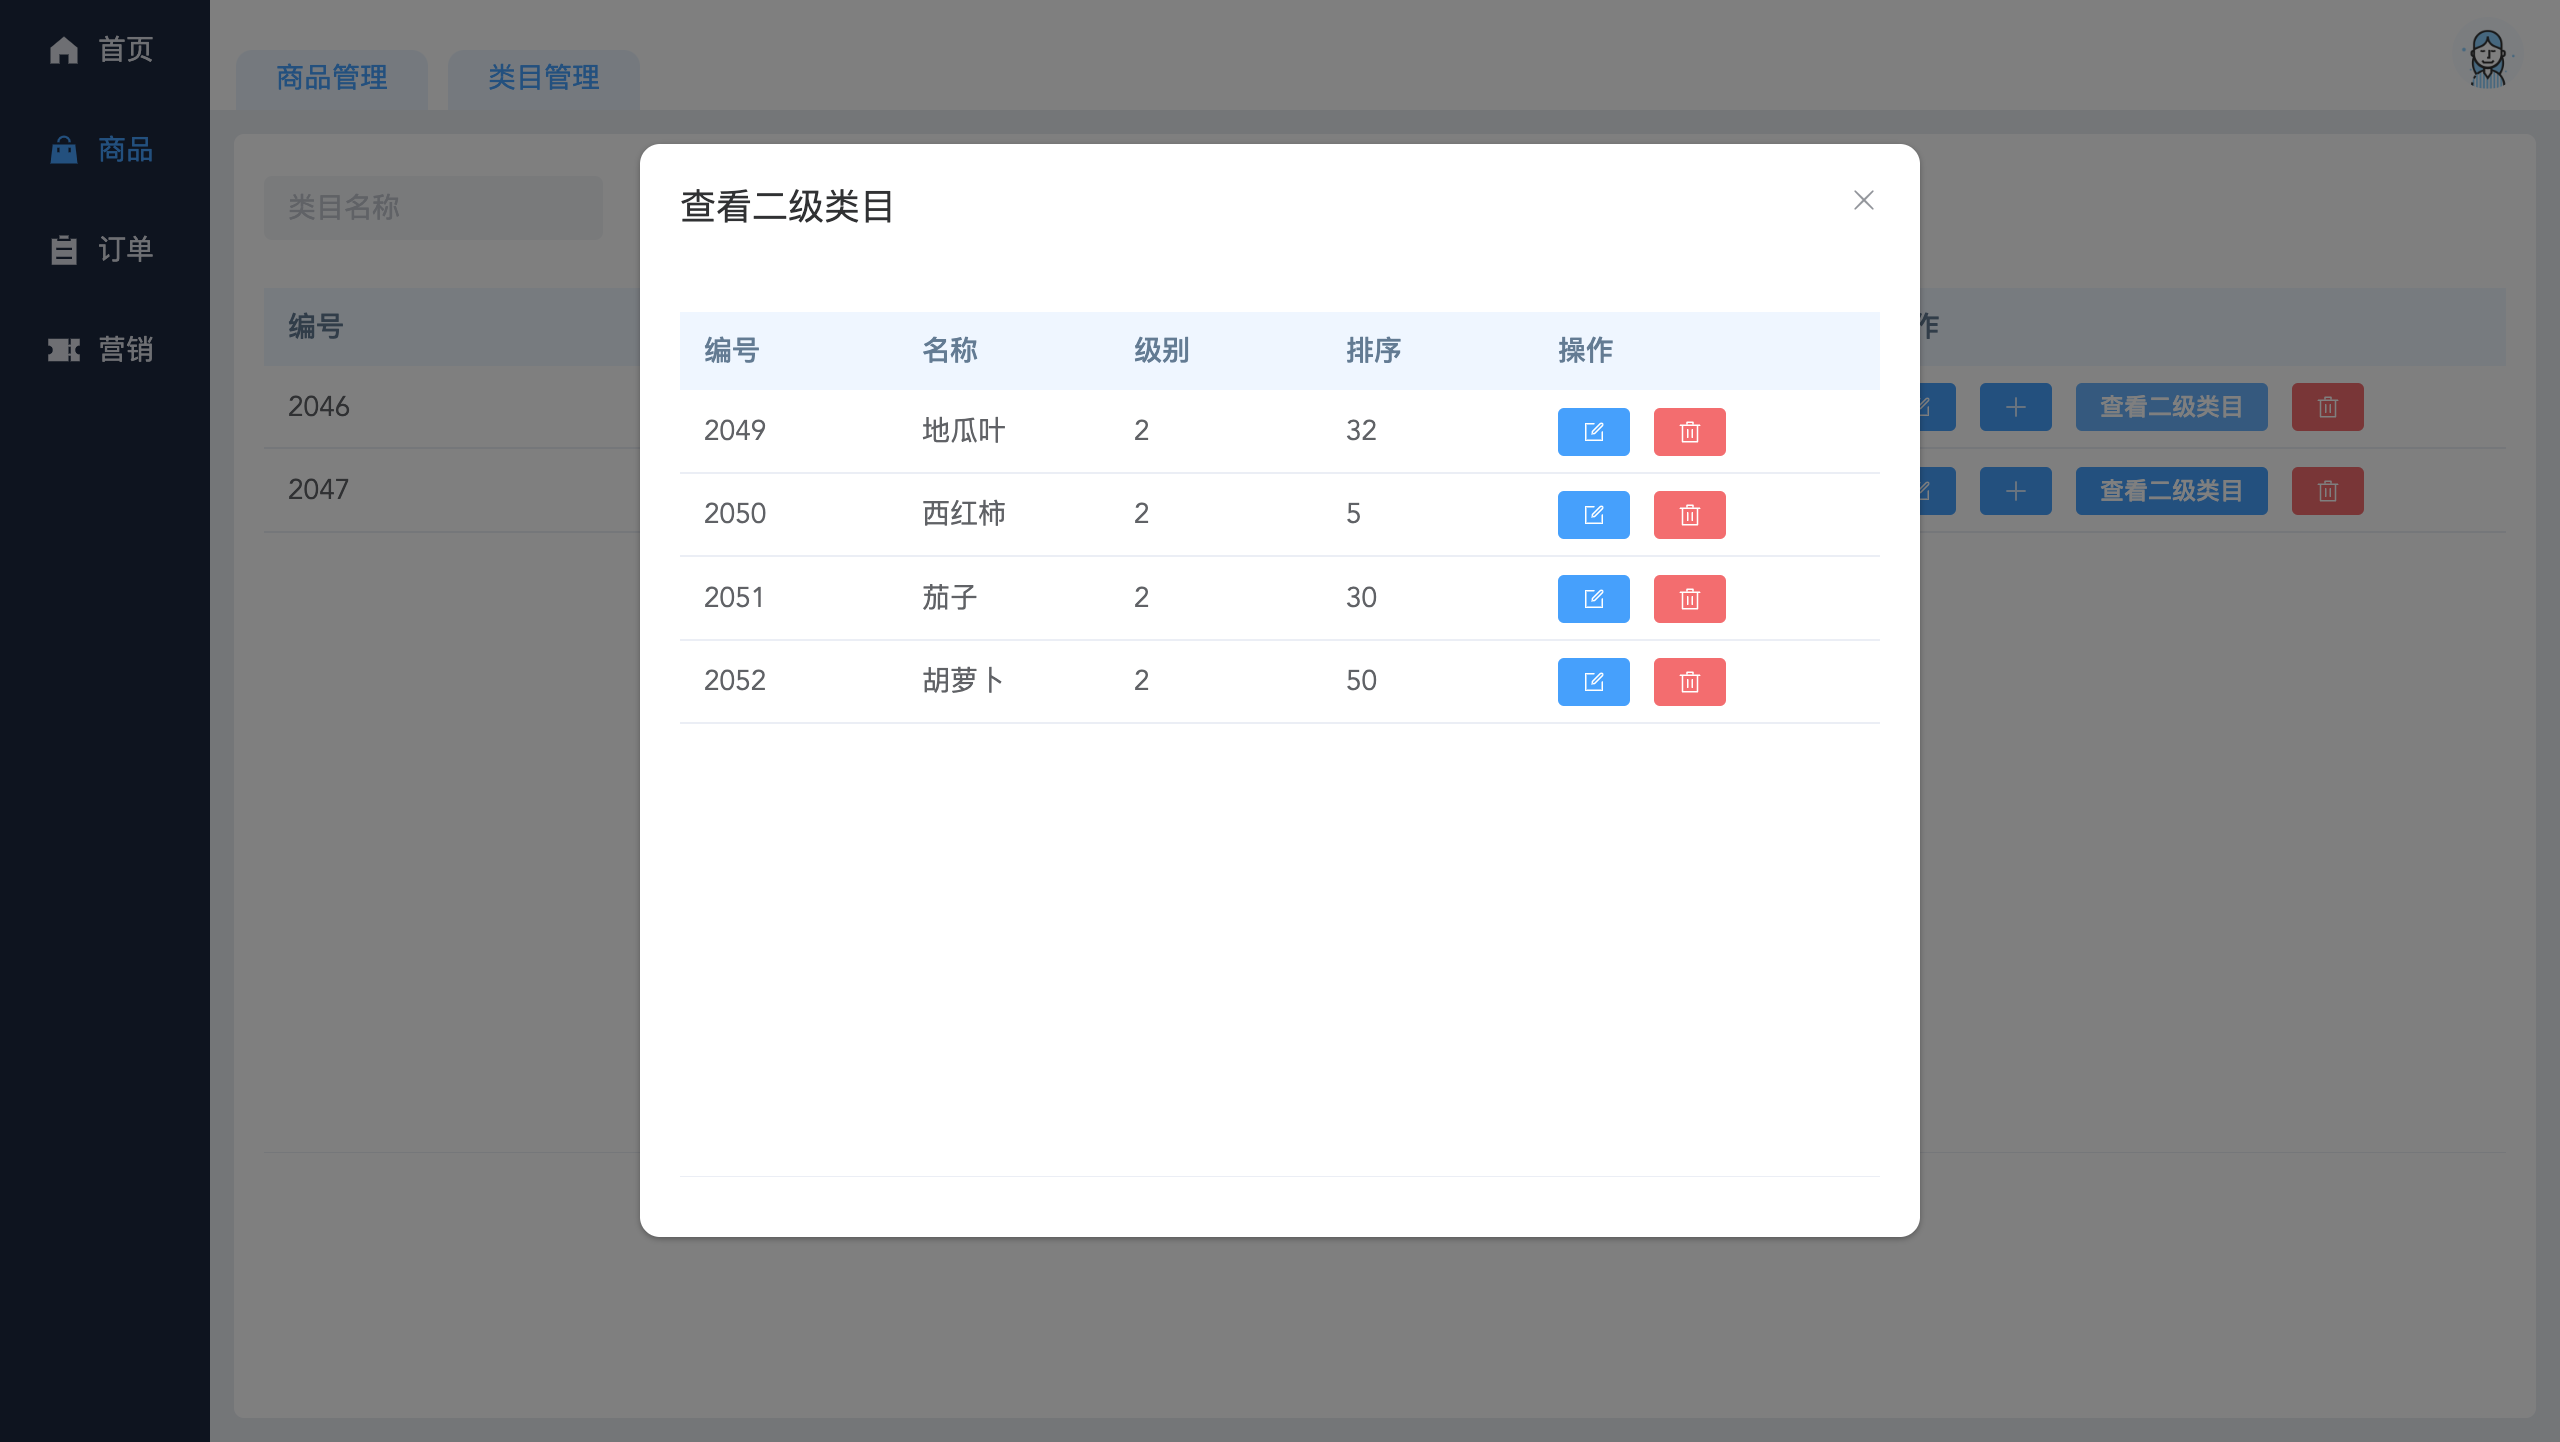 首页
商品
订单
营销
商品管理
类目管理
类目名称
编号
作
2046
查看二级类目
2047
查看二级类目
查看二级类目
编号 名称 级别 排序 操作
2049 地瓜叶 2 32
2050 西红柿 2 5
2051 茄子 2 30
2052 胡萝卜 2 50